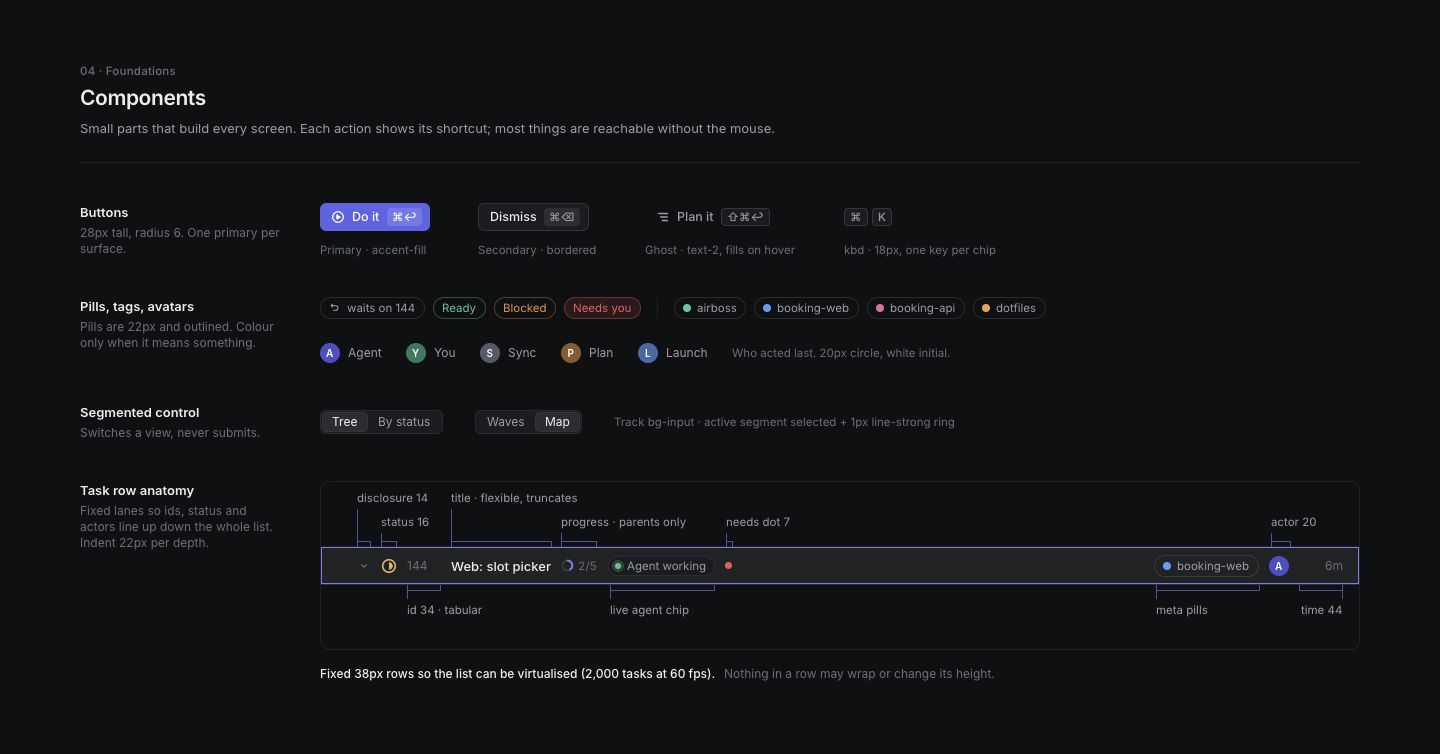 04 · Foundations
Components
Small parts that build every screen. Each action shows its shortcut; most things are reachable without the mouse.
Buttons
28px tall, radius 6. One primary per
surface.
Do it ⌘↩
Dismiss ⌘⌫
Plan it ⇧⌘↩
⌘ K
Primary · accent-fill
Secondary · bordered
Ghost · text-2, fills on hover
kbd · 18px, one key per chip
Pills, tags, avatars
Pills are 22px and outlined. Colour
only when it means something.
waits on 144
Ready
Blocked
Needs you
airboss
booking-web
booking-api
dotfiles
A Agent
Y You
S Sync
P Plan
L Launch
Who acted last. 20px circle, white initial.
Segmented control
Switches a view, never submits.
Tree By status
Waves Map
Track bg-input · active segment selected + 1px line-strong ring
Task row anatomy
Fixed lanes so ids, status and
actors line up down the whole list.
Indent 22px per depth.
disclosure 14
title · flexible, truncates
status 16
progress · parents only
needs dot 7
actor 20
144 Web: slot picker 2/5 Agent working booking-web A 6m
id 34 · tabular
live agent chip
meta pills
time 44
Fixed 38px rows so the list can be virtualised (2,000 tasks at 60 fps). Nothing in a row may wrap or change its height.